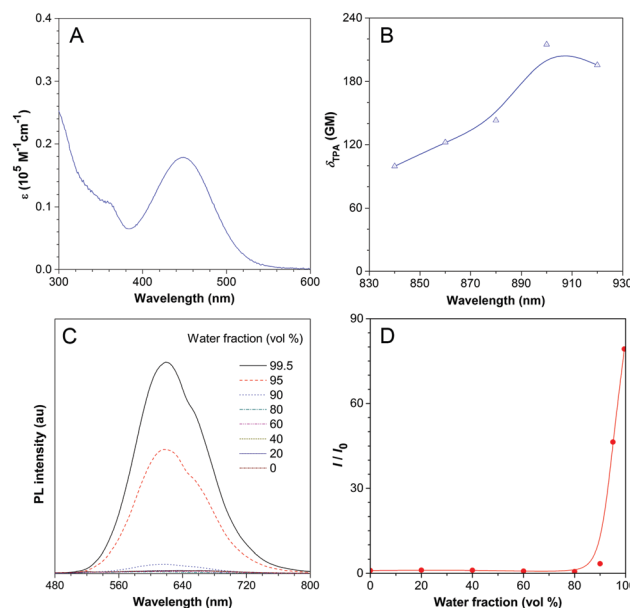 A
0.4
0.3
0.2
0.1
0.0
300 400 500 600
ε (10⁵ M⁻¹cm⁻¹)
Wavelength (nm)
B
240
180
120
60
0
830 850 870 890 910 930
δTPA (GM)
Wavelength (nm)
C
Water fraction (vol %)
99.5
95
90
80
60
40
20
0
PL intensity (au)
480 560 640 720 800
Wavelength (nm)
D
90
60
30
0
0 20 40 60 80 100
I / I₀
Water fraction (vol %)